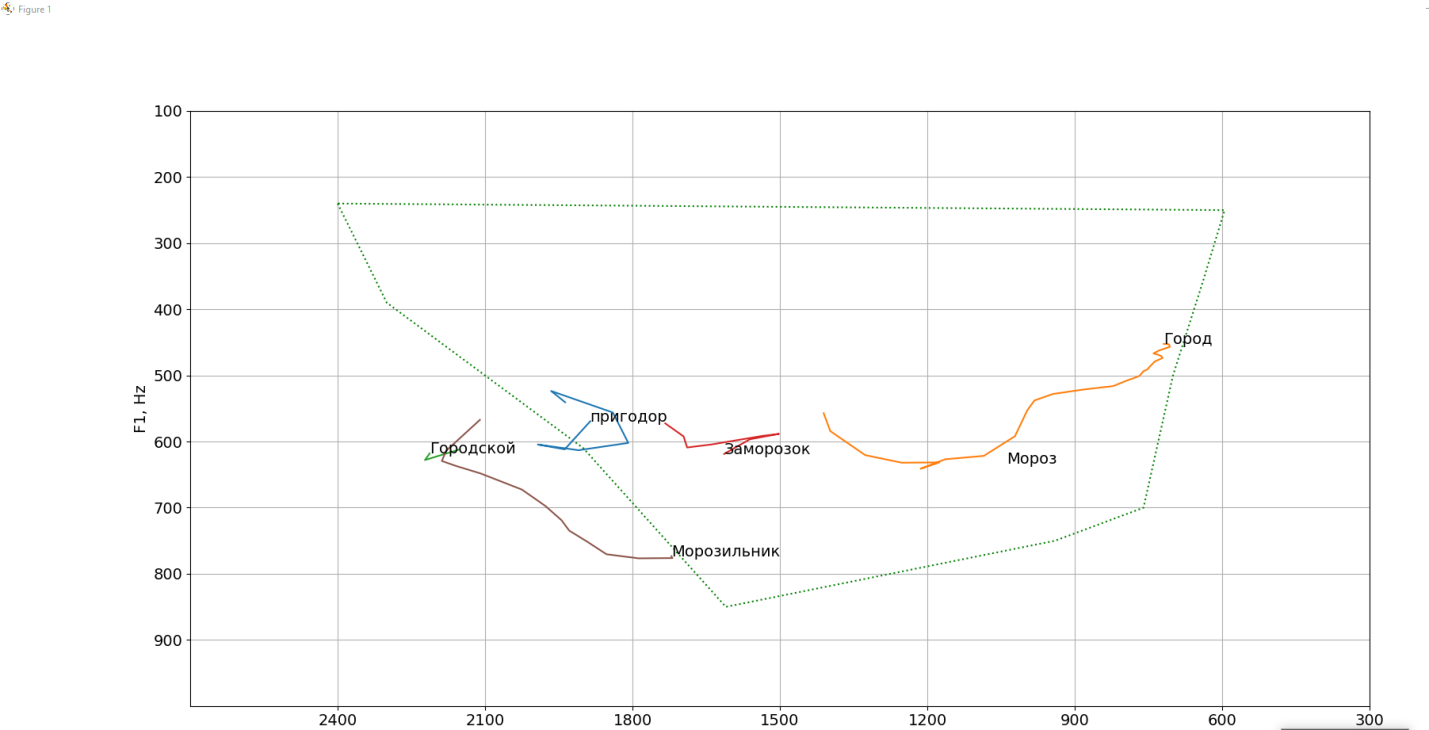 Figure 1
100
200
300
400
500
600
700
800
900
F1, Hz
Город
пригодор
Городской
Заморозок
Мороз
Морозильник
2400
2100
1800
1500
1200
900
600
300